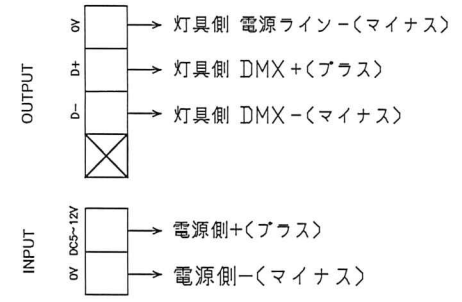 OUTPUT
0V → 灯具側 電源ライン−(マイナス)
D+ → 灯具側 DMX+(プラス)
D− → 灯具側 DMX−(マイナス)
INPUT
DC5~12V → 電源側+(プラス)
0V → 電源側−(マイナス)